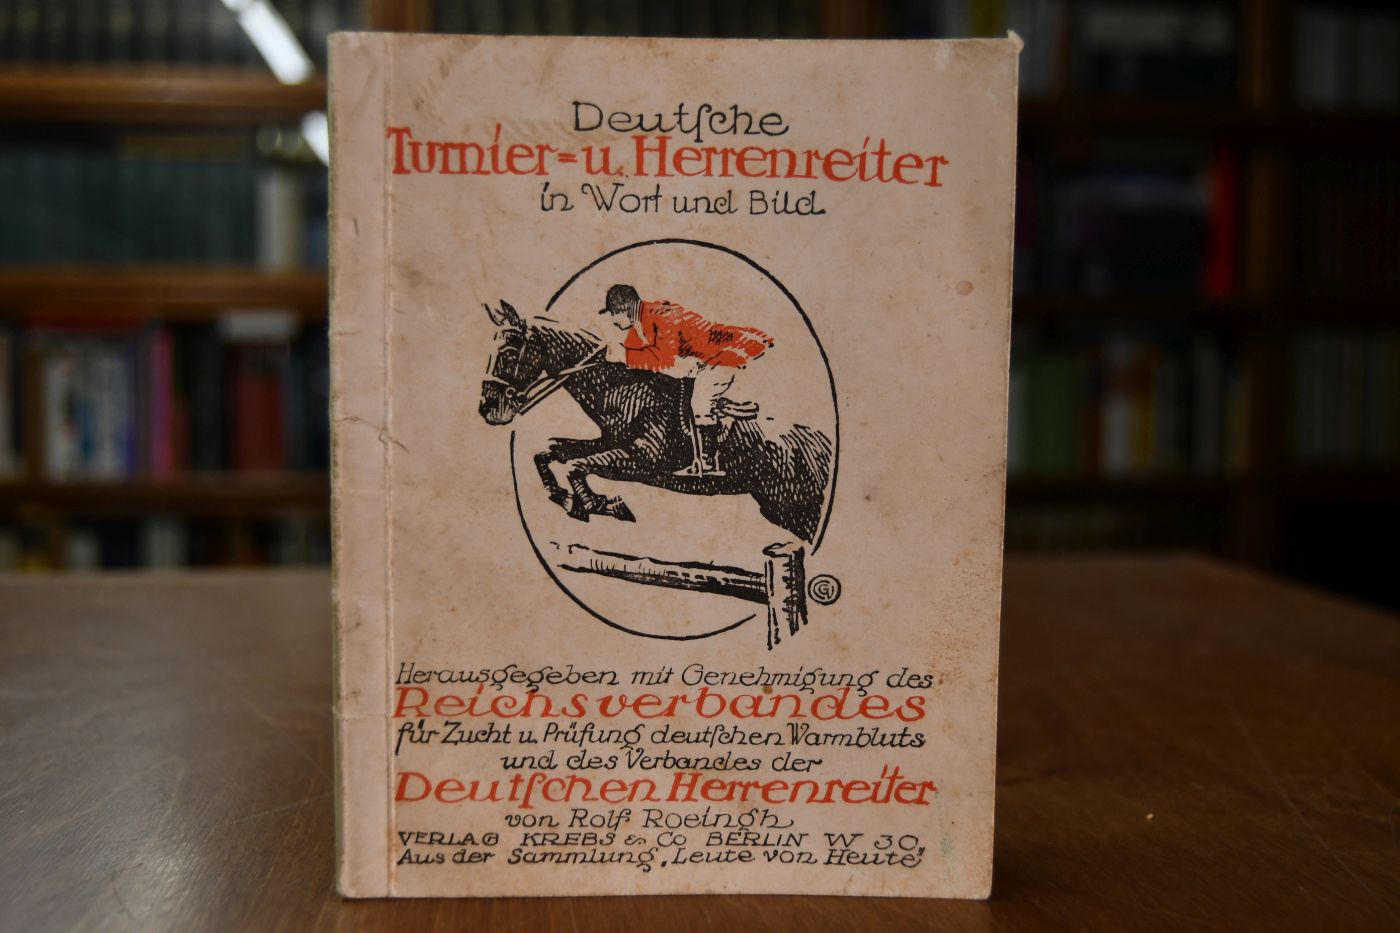 Deutſche
Turnier=u. Herrenreiter
in Wort und Bild.
Herausgegeben mit Genehmigung des
Reichsverbandes
für Zucht u. Prüfung deutſchen Warmbluts
und des Verbandes der
Deutſchen Herrenreiter
von Rolf Roeingh
VERLAG KREBS & Co BERLIN W 30,
Aus der Sammlung „Leute von Heute"